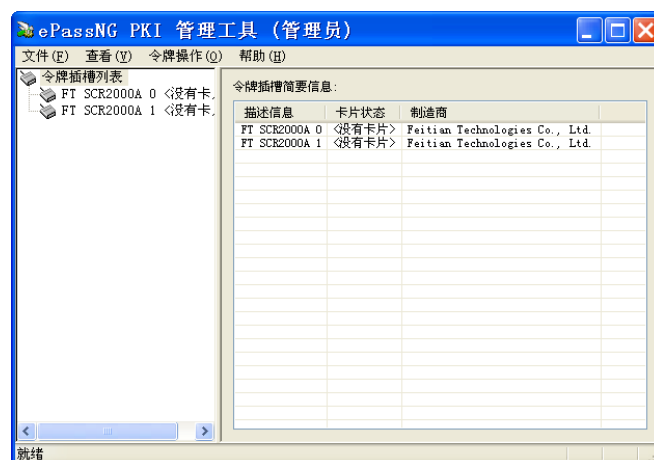 ePassNG PKI 管理工具 (管理员)
文件(F) 查看(V) 令牌操作(O) 帮助(H)
令牌插槽列表
FT SCR2000A 0 <没有卡.
FT SCR2000A 1 <没有卡.
令牌插槽简要信息:
描述信息 卡片状态 制造商
FT SCR2000A 0 <没有卡片> Feitian Technologies Co., Ltd.
FT SCR2000A 1 <没有卡片> Feitian Technologies Co., Ltd.
就绪